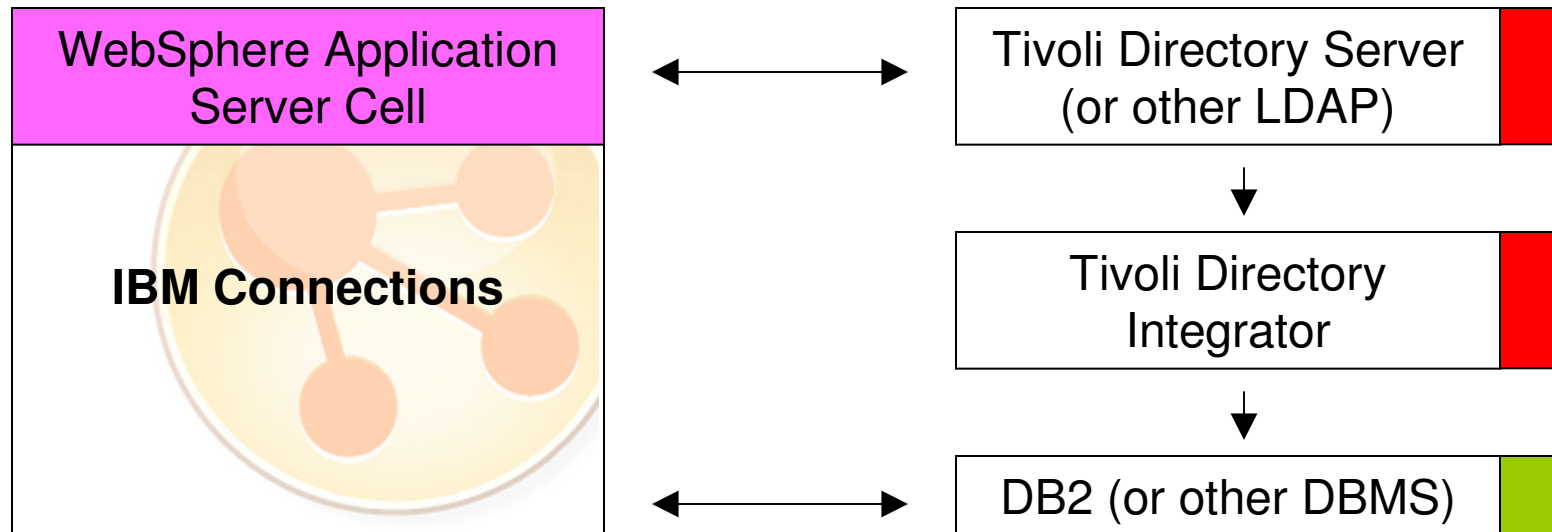 WebSphere Application
Server Cell
IBM Connections
Tivoli Directory Server
(or other LDAP)
Tivoli Directory
Integrator
DB2 (or other DBMS)